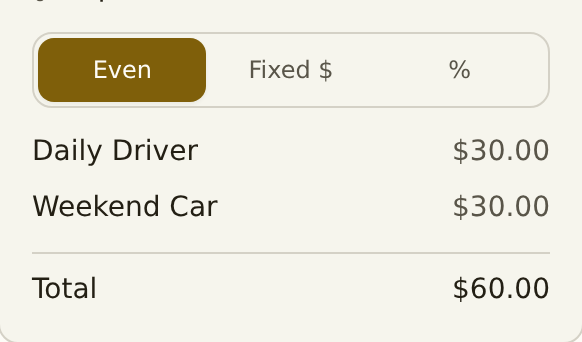 Even Fixed $ %
Daily Driver $30.00
Weekend Car $30.00
Total $60.00